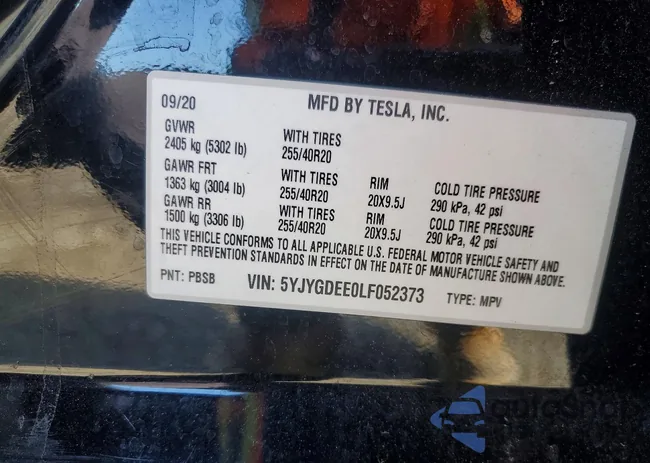 09/20 MFD BY TESLA, INC.
GVWR
2405 kg (5302 lb) WITH TIRES
255/40R20
GAWR FRT
1363 kg (3004 lb) WITH TIRES
255/40R20 RIM
20X9.5J COLD TIRE PRESSURE
290 kPa, 42 psi
GAWR RR
1500 kg (3306 lb) WITH TIRES
255/40R20 RIM
20X9.5J COLD TIRE PRESSURE
290 kPa, 42 psi
THIS VEHICLE CONFORMS TO ALL APPLICABLE U.S. FEDERAL MOTOR VEHICLE SAFETY AND
THEFT PREVENTION STANDARDS IN EFFECT ON THE DATE OF MANUFACTURE SHOWN ABOVE.
PNT: PBSB VIN: 5YJYGDEE0LF052373 TYPE: MPV